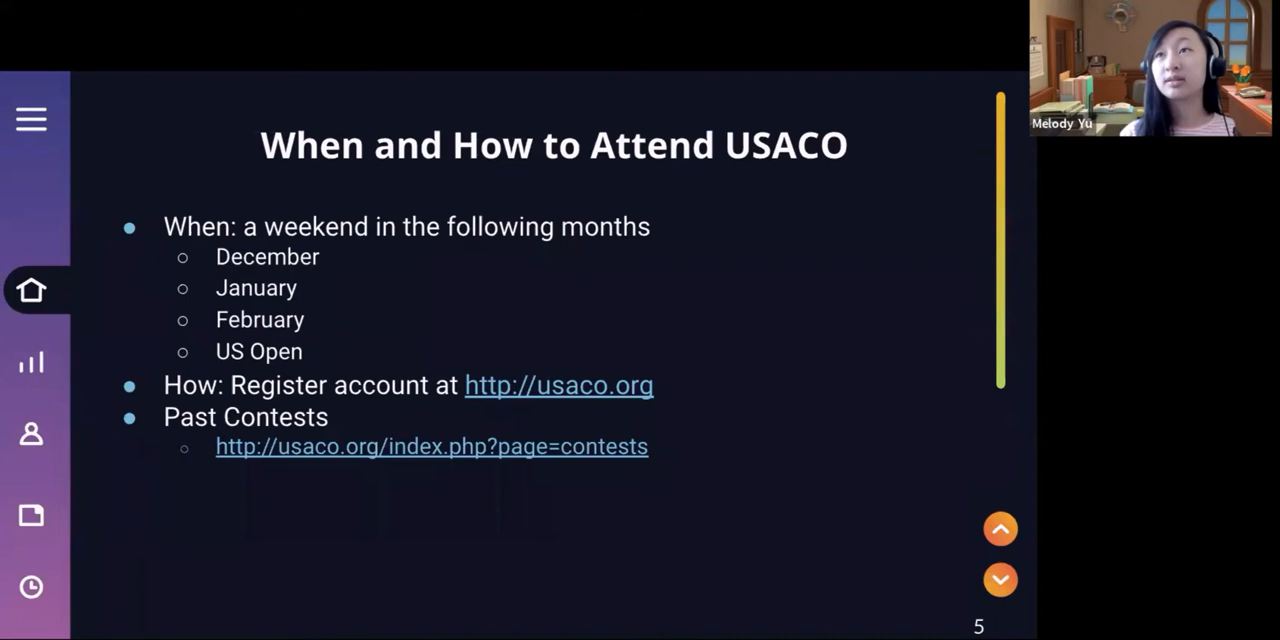 When and How to Attend USACO
Melody Yu
When: a weekend in the following months
December
January
February
US Open
How: Register account at http://usaco.org
Past Contests
http://usaco.org/index.php?page=contests
5